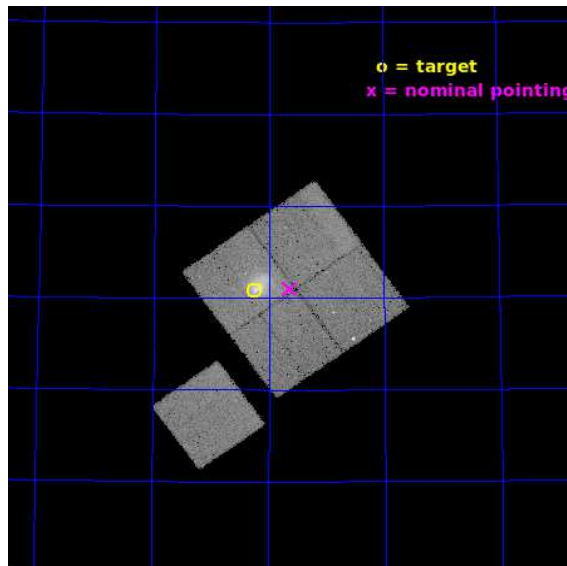 o = target
x = nominal pointing